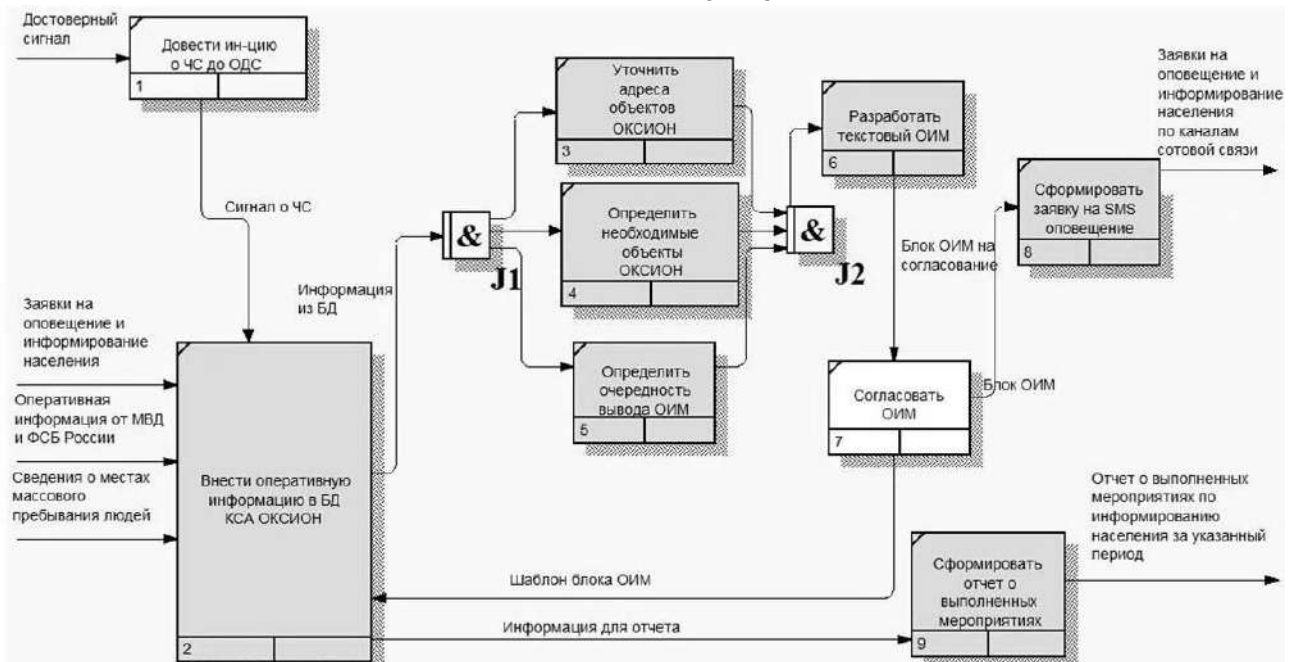 Достоверный
сигнал
Довести ин-цию
о ЧС до ОДС
1
Сигнал о ЧС
Заявки на
оповещение и
информирование
населения
Оперативная
информация от МВД
и ФСБ России
Сведения о местах
массового
пребывания людей
Внести оперативную
информацию в БД
КСА ОКСИОН
2
Информация
из БД
&
J1
Уточнить
адреса
объектов
ОКСИОН
3
Определить
необходимые
объекты
ОКСИОН
4
Определить
очередность
вывода ОИМ
5
&
J2
Разработать
текстовый ОИМ
6
Блок ОИМ на
согласование
Согласовать
ОИМ
7
Блок ОИМ
Сформировать
заявку на SMS
оповещение
8
Заявки на
оповещение и
информирование
населения
по каналам
сотовой связи
Шаблон блока ОИМ
Информация для отчета
Сформировать
отчет о
выполненных
мероприятиях
9
Отчет о выполненных
мероприятиях по
информированию
населения за указанный
период